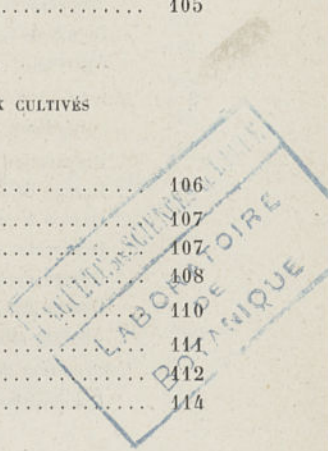 .............. 105
X CULTIVÉS
.............. 106
.............. 107
.............. 107
.............. 108
.............. 110
.............. 111
.............. 112
.............. 114
LABORATOIRE
DE
BOTANIQUE